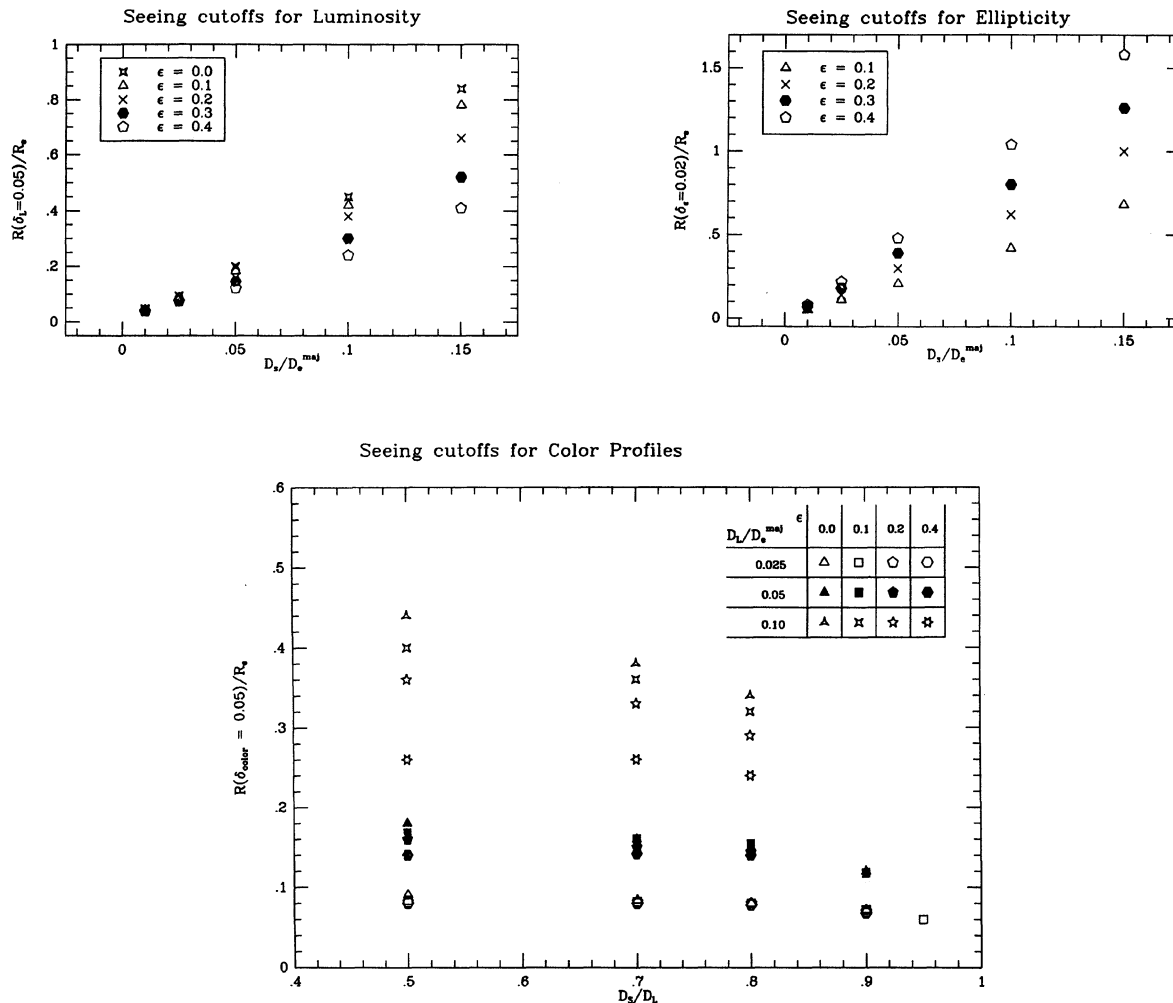 Seeing cutoffs for Luminosity
1
.8
.6
.4
.2
0
R(δL=0.05)/Re
ϵ = 0.0
ϵ = 0.1
ϵ = 0.2
ϵ = 0.3
ϵ = 0.4
0 .05 .1 .15
Ds/De maj
Seeing cutoffs for Ellipticity
1.5
1
.5
0
R(δε=0.02)/Re
ϵ = 0.1
ϵ = 0.2
ϵ = 0.3
ϵ = 0.4
0 .05 .1 .15
Ds/De maj
Seeing cutoffs for Color Profiles
.6
.5
.4
.3
.2
.1
0
R(δcolor = 0.05)/Re
DL/De maj ϵ 0.0 0.1 0.2 0.4
0.025
0.05
0.10
.4 .5 .6 .7 .8 .9 1
DS/DL